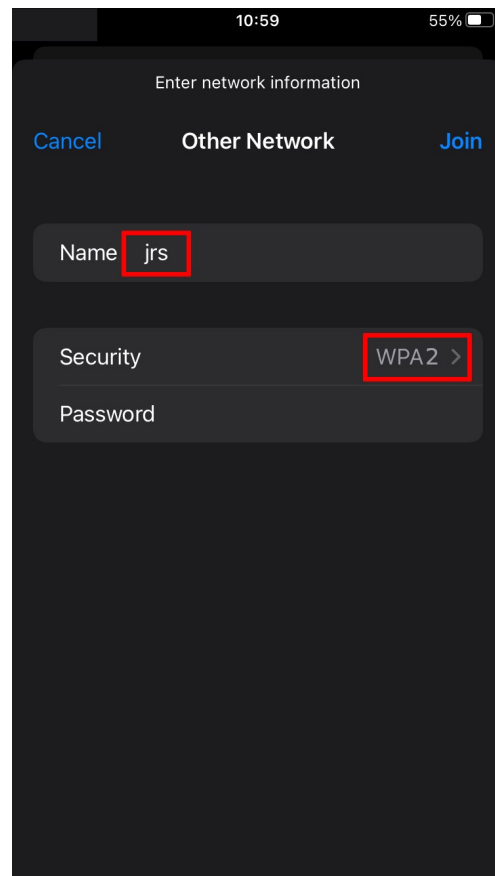 10:59 55%
Enter network information
Cancel Other Network Join
Name jrs
Security WPA2 >
Password